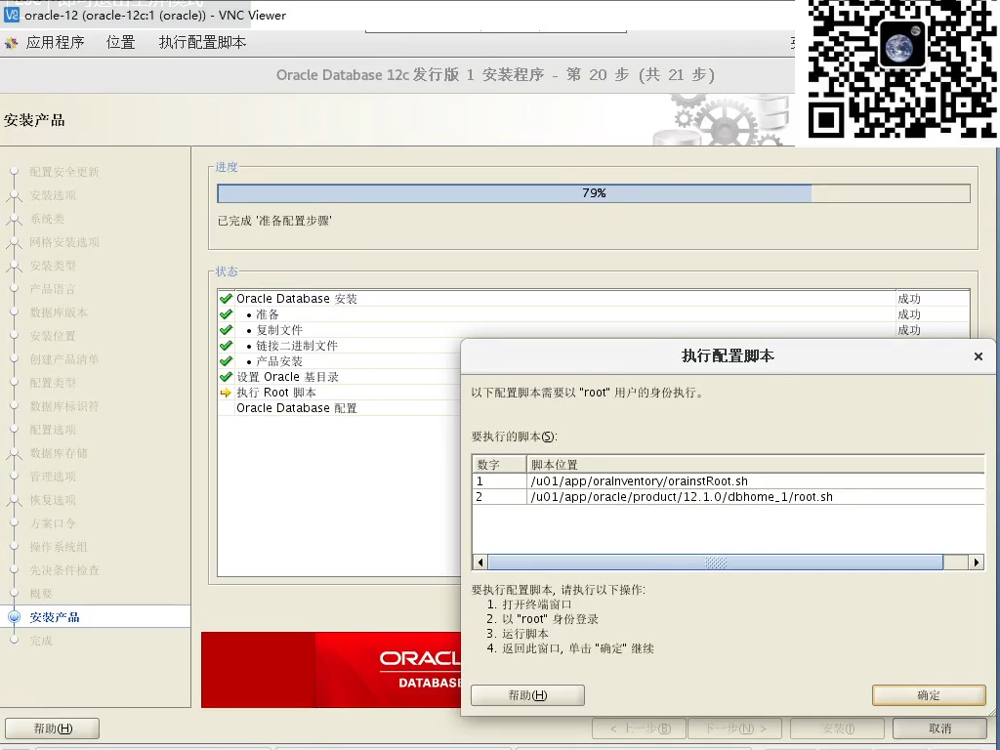 oracle-12 (oracle-12c:1 (oracle)) - VNC Viewer
应用程序 位置 执行配置脚本
Oracle Database 12c 发行版 1 安装程序 - 第 20 步 (共 21 步)
安装产品
配置安全更新
安装选项
系统类
网格安装选项
安装类型
产品语言
数据库版本
安装位置
创建产品清单
配置类型
数据库标识符
配置选项
数据库存储
管理选项
恢复选项
方案口令
操作系统组
先决条件检查
概要
安装产品
完成
进度
79%
已完成 '准备配置步骤'
状态
Oracle Database 安装 成功
• 准备 成功
• 复制文件 成功
• 链接二进制文件
• 产品安装
设置 Oracle 基目录
执行 Root 脚本
Oracle Database 配置
执行配置脚本
以下配置脚本需要以 "root" 用户的身份执行。
要执行的脚本(S):
数字 脚本位置
1 /u01/app/oraInventory/orainstRoot.sh
2 /u01/app/oracle/product/12.1.0/dbhome_1/root.sh
要执行配置脚本, 请执行以下操作:
1. 打开终端窗口
2. 以 "root" 身份登录
3. 运行脚本
4. 返回此窗口, 单击 "确定" 继续
帮助(H) 确定
DATABASE
帮助(H) < 上一步(B) 下一步(N) > 安装(I) 取消